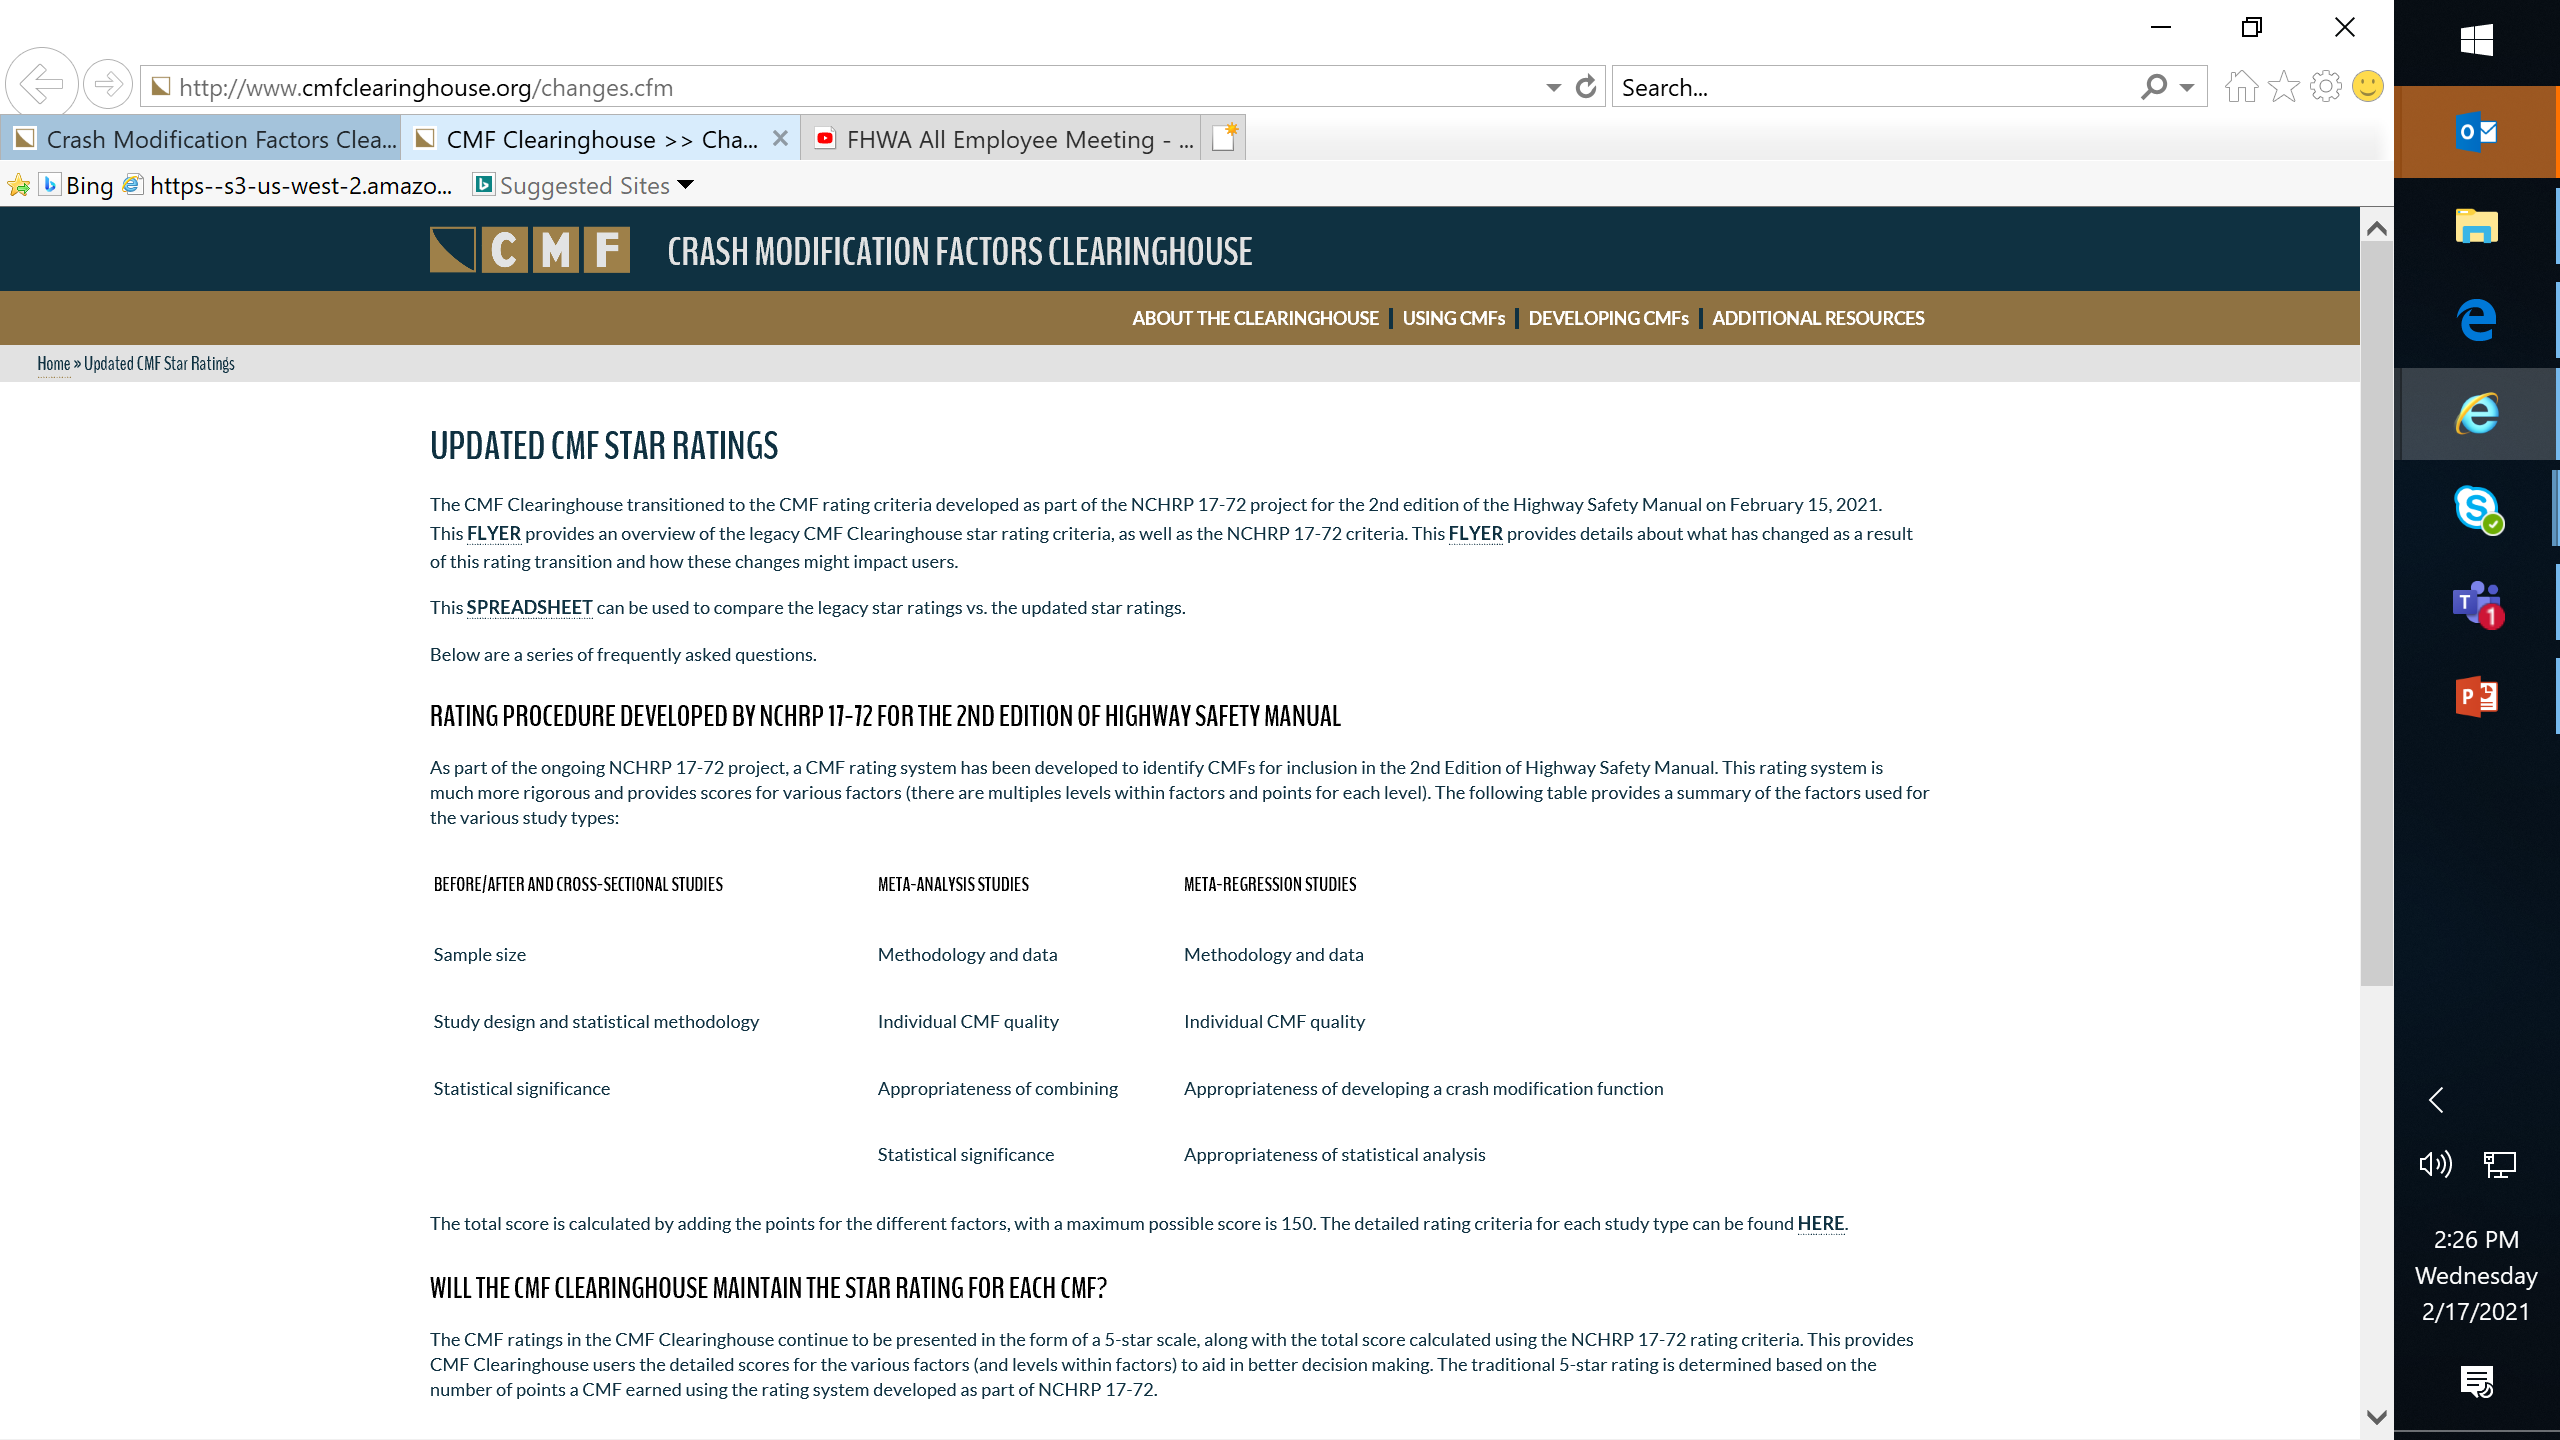 http://www.cmfclearinghouse.org/changes.cfm
Search...
Crash Modification Factors Clea...
CMF Clearinghouse >> Cha...
FHWA All Employee Meeting - ...
Bing
https--s3-us-west-2.amazo...
Suggested Sites
CMF
CRASH MODIFICATION FACTORS CLEARINGHOUSE
ABOUT THE CLEARINGHOUSE
USING CMFs
DEVELOPING CMFs
ADDITIONAL RESOURCES
Home » Updated CMF Star Ratings
UPDATED CMF STAR RATINGS
The CMF Clearinghouse transitioned to the CMF rating criteria developed as part of the NCHRP 17-72 project for the 2nd edition of the Highway Safety Manual on February 15, 2021.
This FLYER provides an overview of the legacy CMF Clearinghouse star rating criteria, as well as the NCHRP 17-72 criteria. This FLYER provides details about what has changed as a result
of this rating transition and how these changes might impact users.
This SPREADSHEET can be used to compare the legacy star ratings vs. the updated star ratings.
Below are a series of frequently asked questions.
RATING PROCEDURE DEVELOPED BY NCHRP 17-72 FOR THE 2ND EDITION OF HIGHWAY SAFETY MANUAL
As part of the ongoing NCHRP 17-72 project, a CMF rating system has been developed to identify CMFs for inclusion in the 2nd Edition of Highway Safety Manual. This rating system is
much more rigorous and provides scores for various factors (there are multiples levels within factors and points for each level). The following table provides a summary of the factors used for
the various study types:
BEFORE/AFTER AND CROSS-SECTIONAL STUDIES
META-ANALYSIS STUDIES
META-REGRESSION STUDIES
Sample size
Methodology and data
Methodology and data
Study design and statistical methodology
Individual CMF quality
Individual CMF quality
Statistical significance
Appropriateness of combining
Appropriateness of developing a crash modification function
Statistical significance
Appropriateness of statistical analysis
The total score is calculated by adding the points for the different factors, with a maximum possible score is 150. The detailed rating criteria for each study type can be found HERE.
WILL THE CMF CLEARINGHOUSE MAINTAIN THE STAR RATING FOR EACH CMF?
The CMF ratings in the CMF Clearinghouse continue to be presented in the form of a 5-star scale, along with the total score calculated using the NCHRP 17-72 rating criteria. This provides
CMF Clearinghouse users the detailed scores for the various factors (and levels within factors) to aid in better decision making. The traditional 5-star rating is determined based on the
number of points a CMF earned using the rating system developed as part of NCHRP 17-72.
1
2:26 PM
Wednesday
2/17/2021